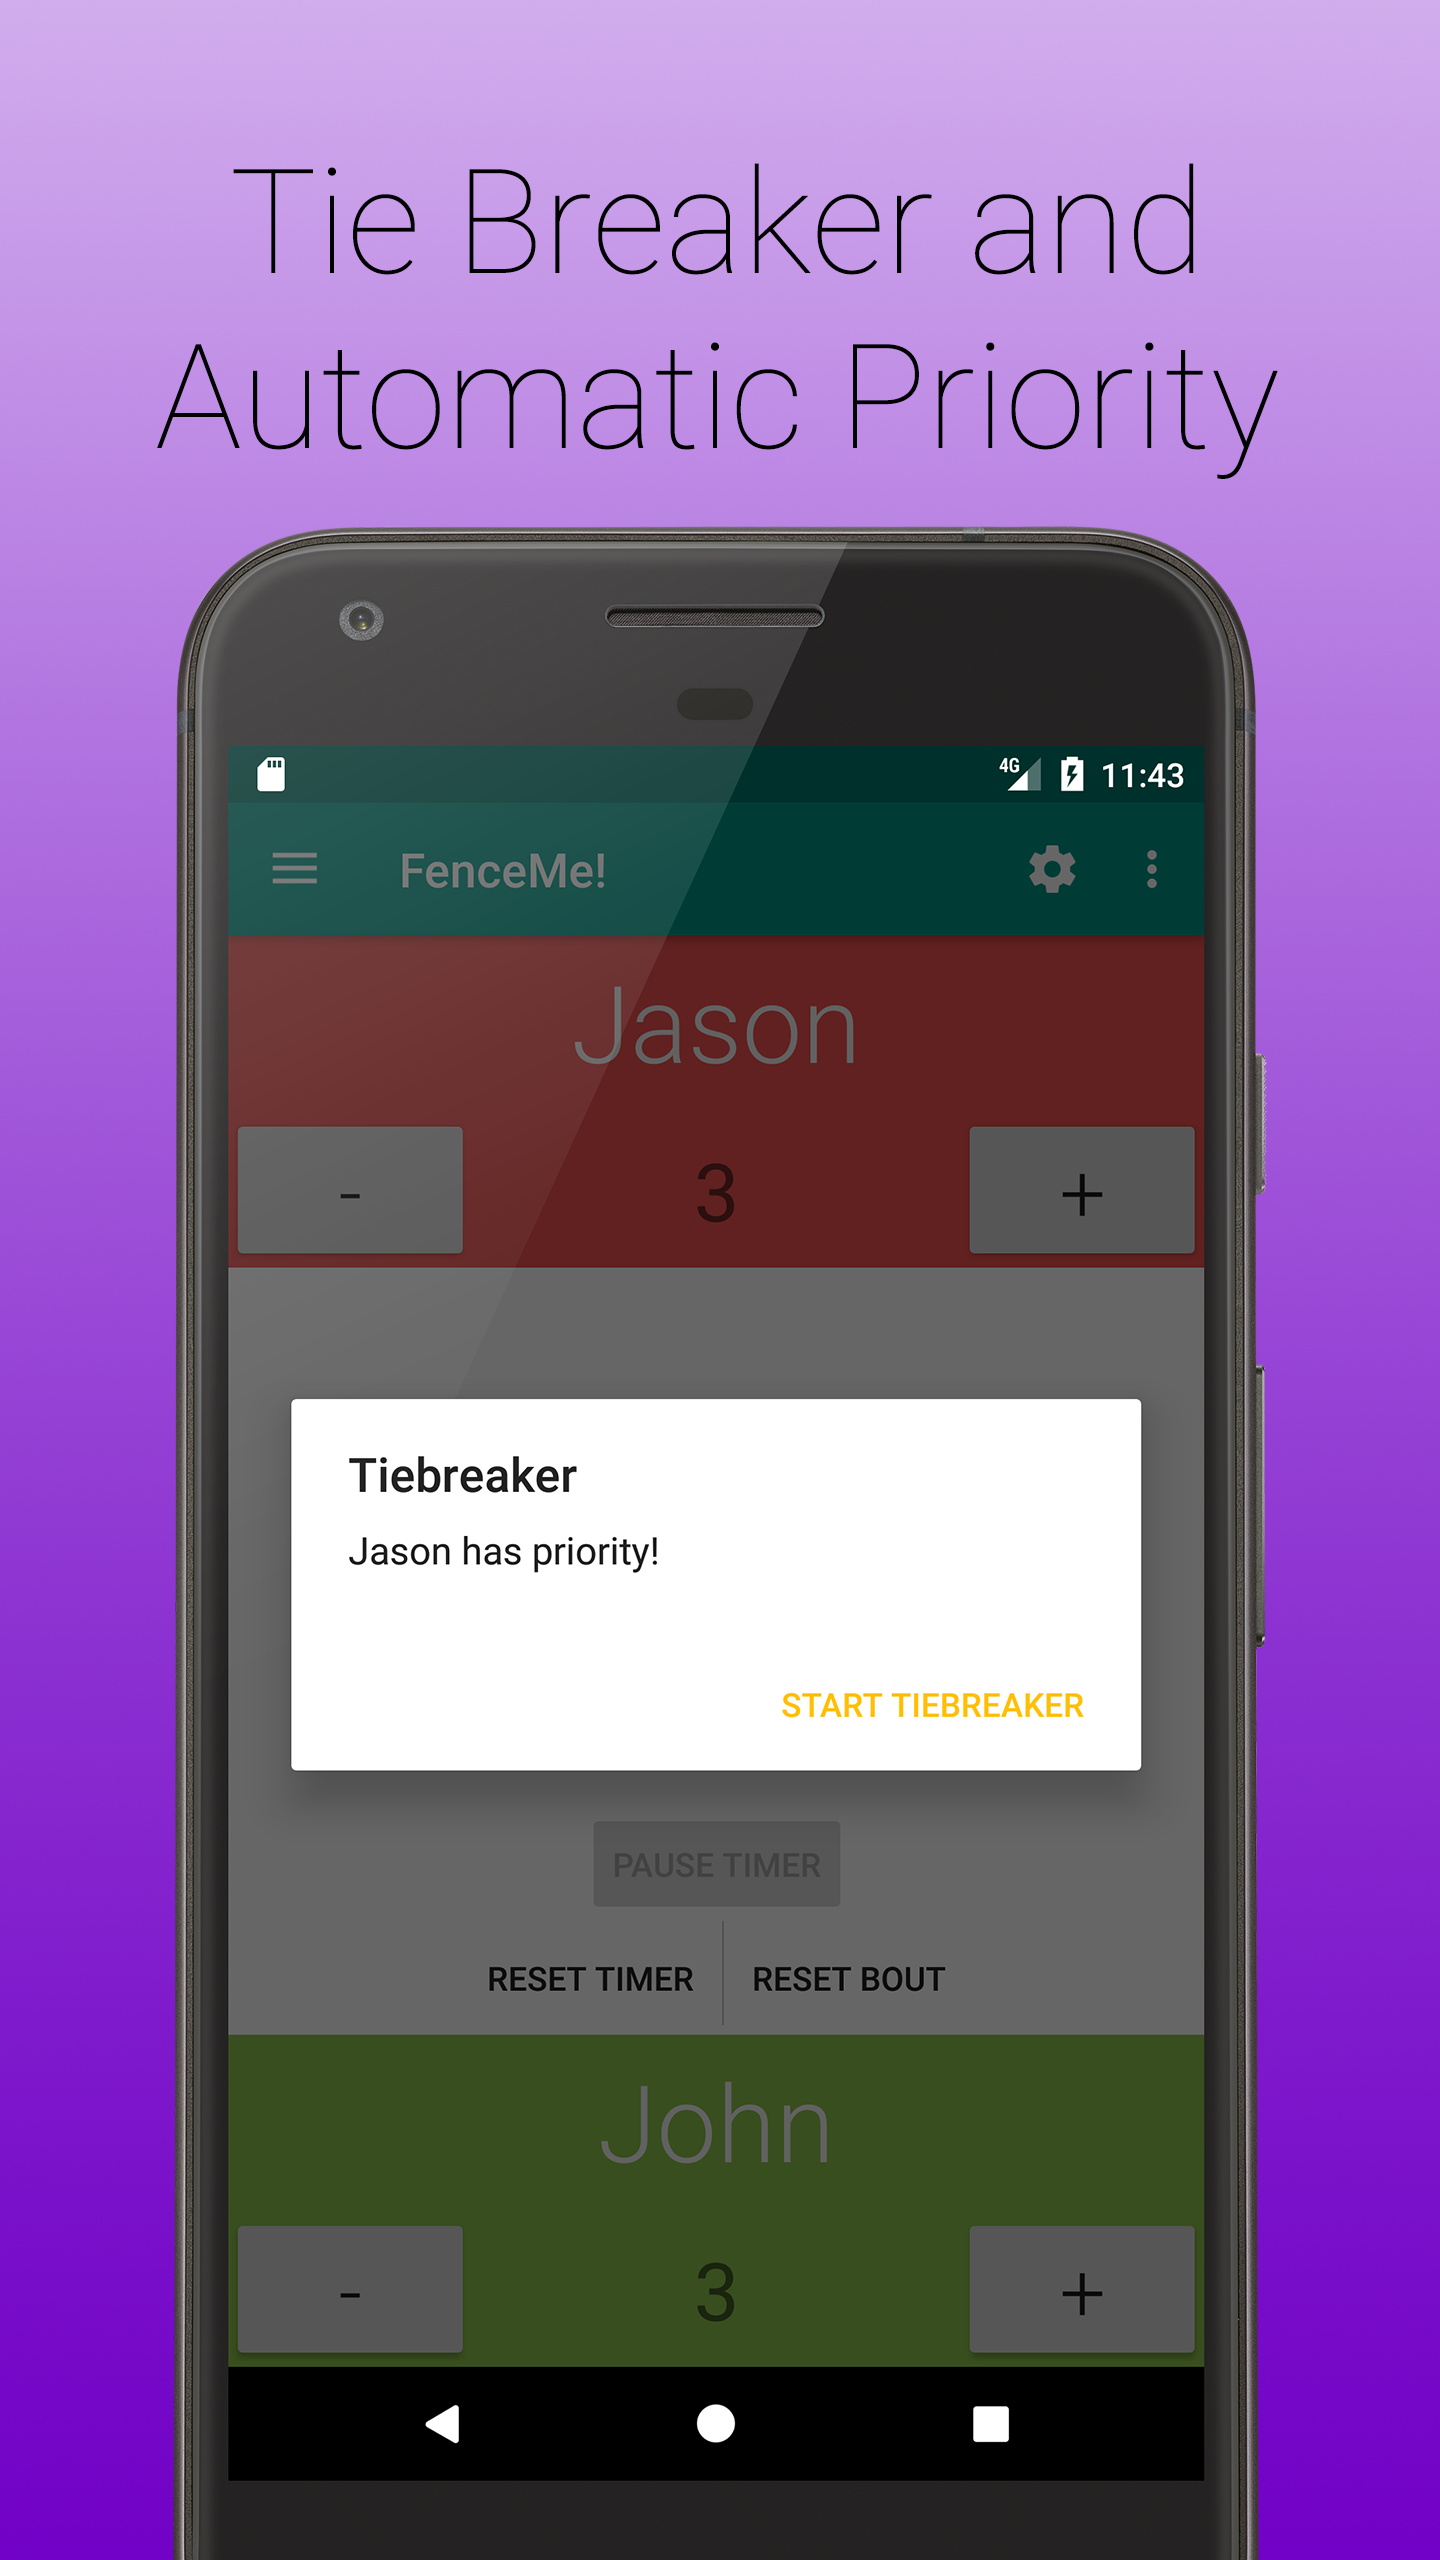 Tie Breaker and
Automatic Priority
4G 11:43
FenceMe!
Jason
- 3 +
Tiebreaker
Jason has priority!
START TIEBREAKER
PAUSE TIMER
RESET TIMER RESET BOUT
John
- 3 +